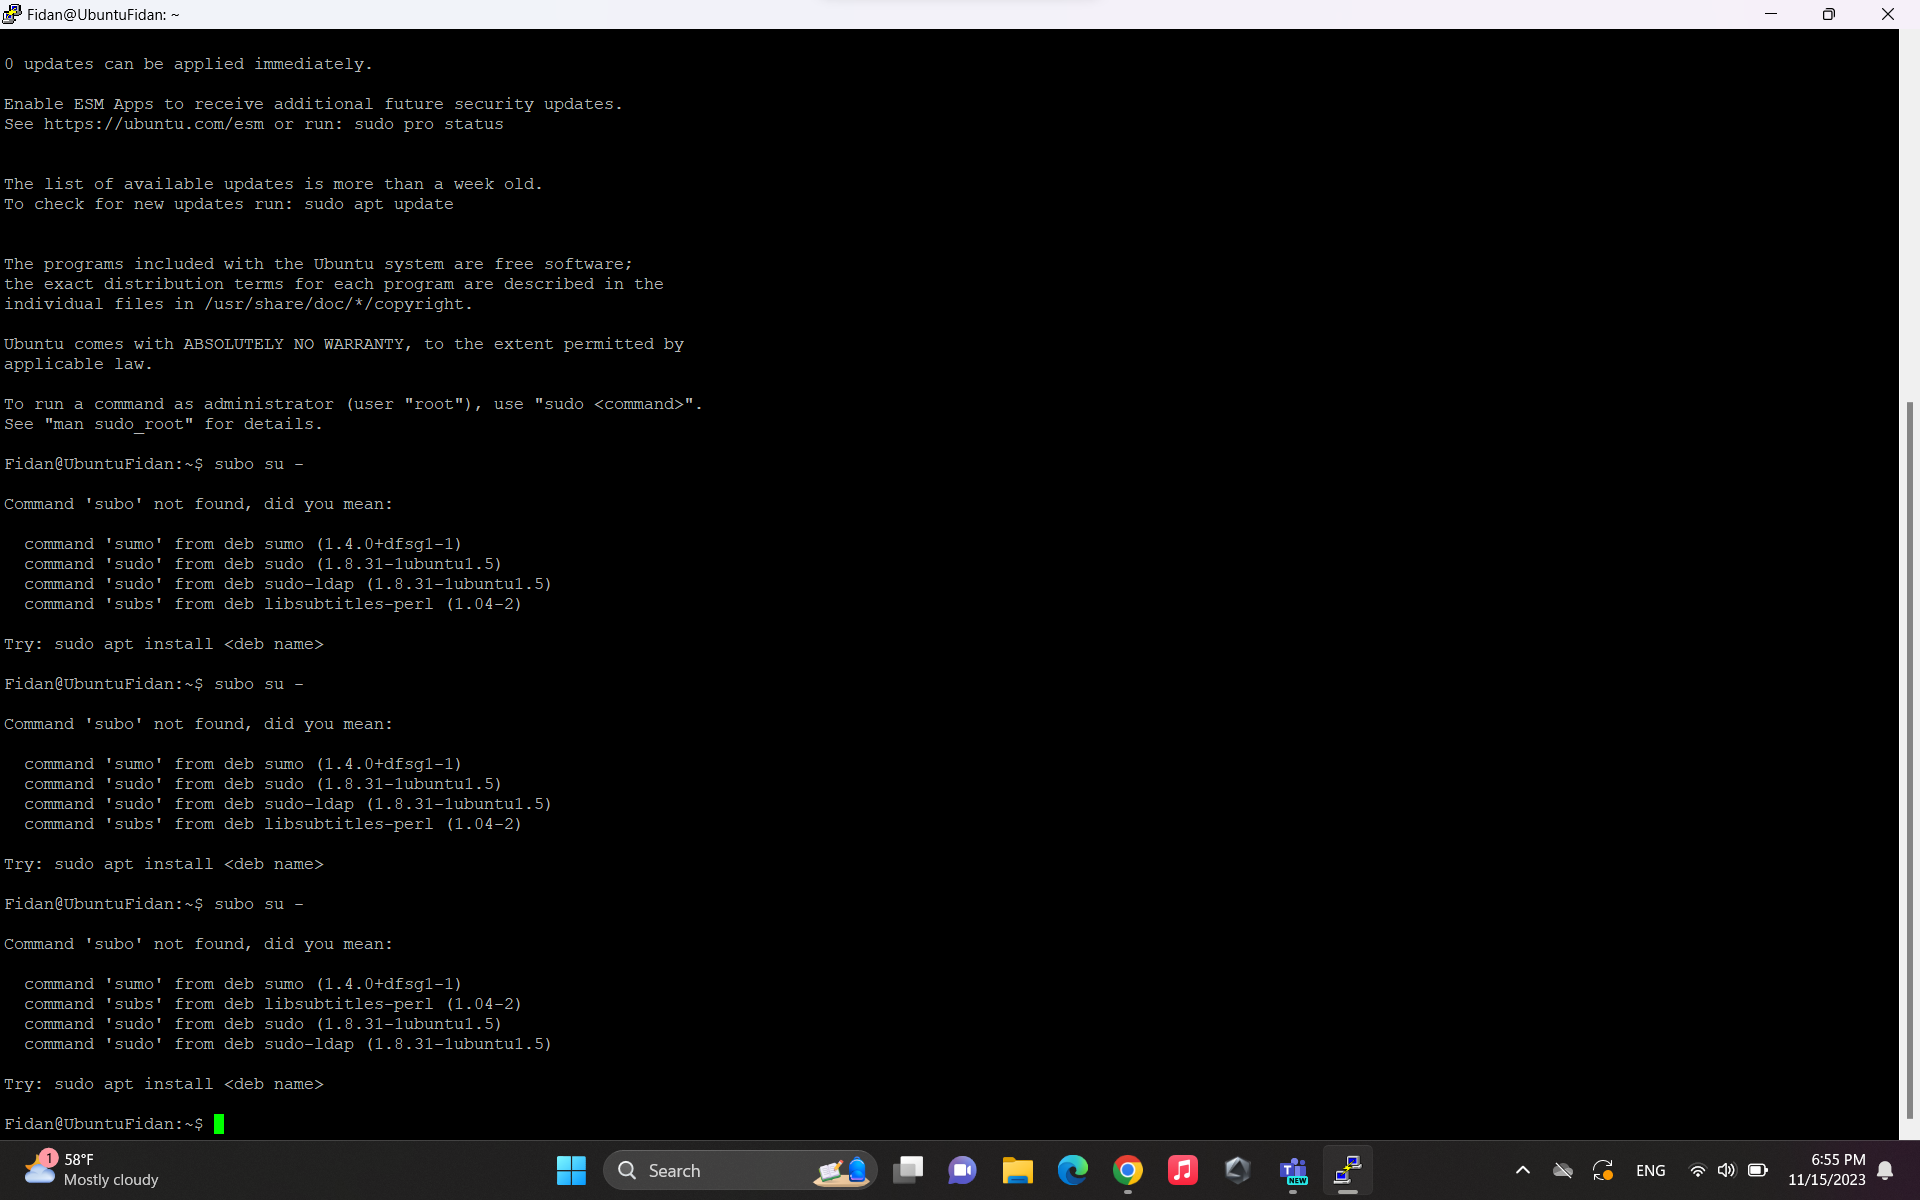 Fidan@UbuntuFidan: ~
0 updates can be applied immediately.
Enable ESM Apps to receive additional future security updates.
See https://ubuntu.com/esm or run: sudo pro status
The list of available updates is more than a week old.
To check for new updates run: sudo apt update
The programs included with the Ubuntu system are free software;
the exact distribution terms for each program are described in the
individual files in /usr/share/doc/*/copyright.
Ubuntu comes with ABSOLUTELY NO WARRANTY, to the extent permitted by
applicable law.
To run a command as administrator (user "root"), use "sudo <command>".
See "man sudo_root" for details.
Fidan@UbuntuFidan:~$ subo su -
Command 'subo' not found, did you mean:
command 'sumo' from deb sumo (1.4.0+dfsg1-1)
command 'sudo' from deb sudo (1.8.31-1ubuntu1.5)
command 'sudo' from deb sudo-ldap (1.8.31-1ubuntu1.5)
command 'subs' from deb libsubtitles-perl (1.04-2)
Try: sudo apt install <deb name>
Fidan@UbuntuFidan:~$ subo su -
Command 'subo' not found, did you mean:
command 'sumo' from deb sumo (1.4.0+dfsg1-1)
command 'sudo' from deb sudo (1.8.31-1ubuntu1.5)
command 'sudo' from deb sudo-ldap (1.8.31-1ubuntu1.5)
command 'subs' from deb libsubtitles-perl (1.04-2)
Try: sudo apt install <deb name>
Fidan@UbuntuFidan:~$ subo su -
Command 'subo' not found, did you mean:
command 'sumo' from deb sumo (1.4.0+dfsg1-1)
command 'subs' from deb libsubtitles-perl (1.04-2)
command 'sudo' from deb sudo (1.8.31-1ubuntu1.5)
command 'sudo' from deb sudo-ldap (1.8.31-1ubuntu1.5)
Try: sudo apt install <deb name>
Fidan@UbuntuFidan:~$
1
58°F
Mostly cloudy
Search
NEW
ENG
6:55 PM
11/15/2023